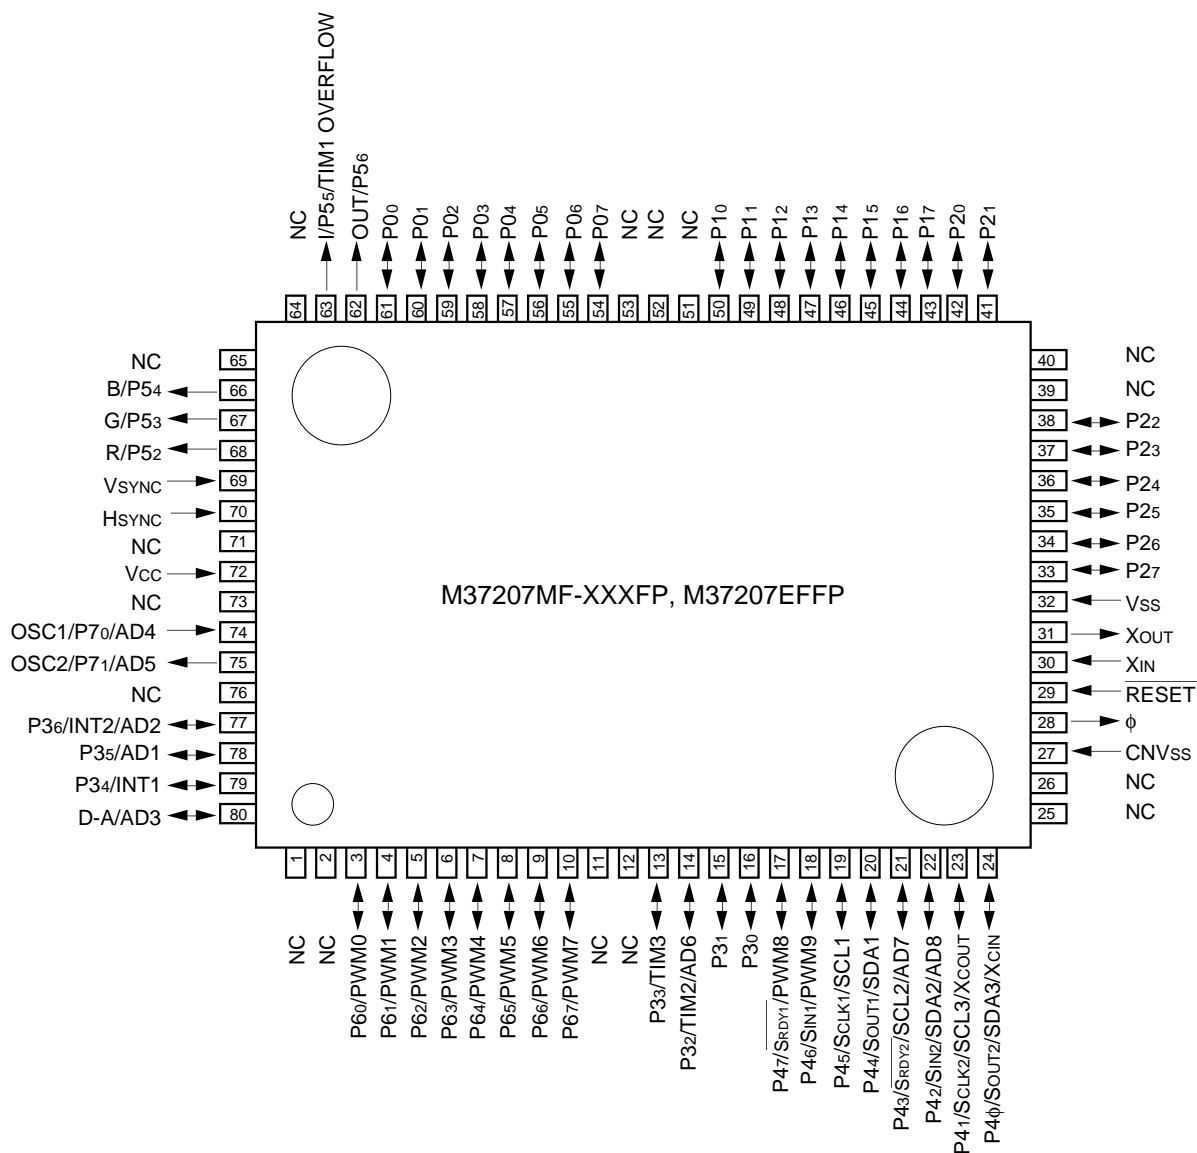 NC
I/P55/TIM1 OVERFLOW
OUT/P56
P00
P01
P02
P03
P04
P05
P06
P07
NC
NC
NC
P10
P11
P12
P13
P14
P15
P16
P17
P20
P21
64
63
62
61
60
59
58
57
56
55
54
53
52
51
50
49
48
47
46
45
44
43
42
41
NC 65
B/P54 66
G/P53 67
R/P52 68
VSYNC 69
HSYNC 70
NC 71
VCC 72
NC 73
OSC1/P70/AD4 74
OSC2/P71/AD5 75
NC 76
P36/INT2/AD2 77
P35/AD1 78
P34/INT1 79
D-A/AD3 80
M37207MF-XXXFP, M37207EFFP
40 NC
39 NC
38 P22
37 P23
36 P24
35 P25
34 P26
33 P27
32 VSS
31 XOUT
30 XIN
29 RESET
28 ϕ
27 CNVSS
26 NC
25 NC
1
2
3
4
5
6
7
8
9
10
11
12
13
14
15
16
17
18
19
20
21
22
23
24
NC
NC
P60/PWM0
P61/PWM1
P62/PWM2
P63/PWM3
P64/PWM4
P65/PWM5
P66/PWM6
P67/PWM7
NC
NC
P33/TIM3
P32/TIM2/AD6
P31
P30
P47/SRDY1/PWM8
P46/SIN1/PWM9
P45/SCLK1/SCL1
P44/SOUT1/SDA1
P43/SRDY2/SCL2/AD7
P42/SIN2/SDA2/AD8
P41/SCLK2/SCL3/XCOUT
P4ϕ/SOUT2/SDA3/XCIN